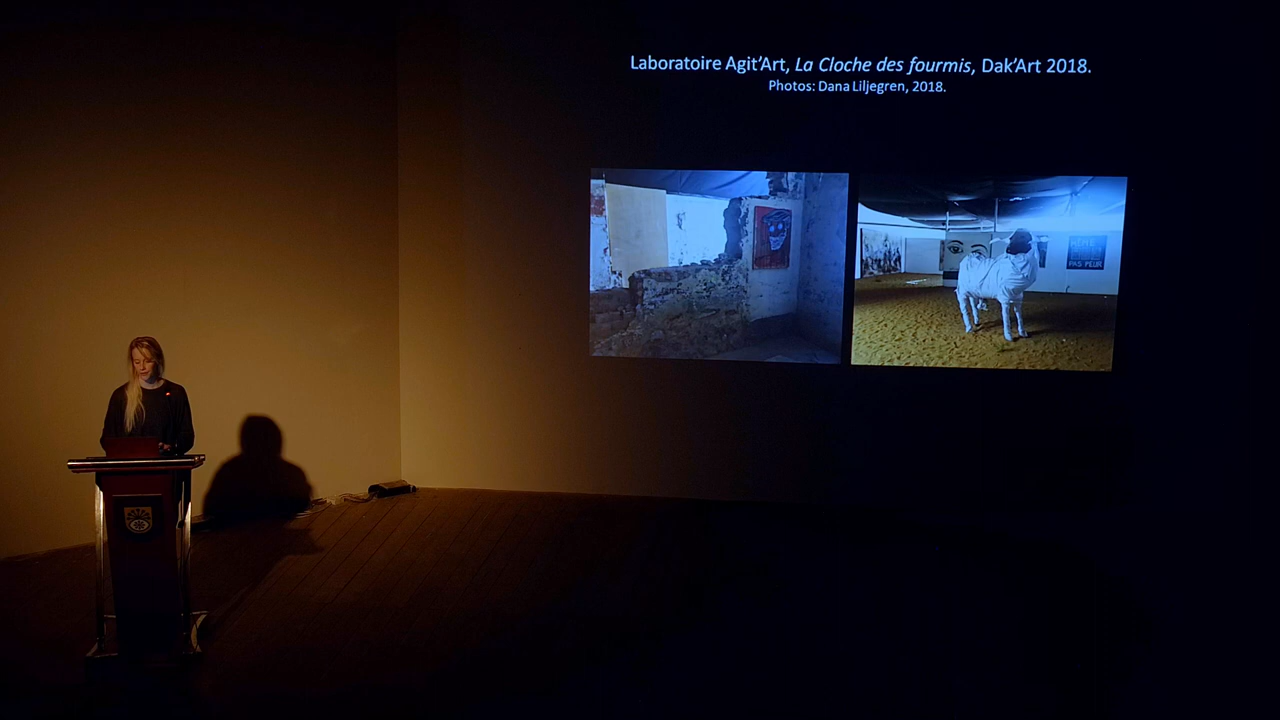 Laboratoire Agit'Art, La Cloche des fourmis, Dak'Art 2018.
Photos: Dana Liljegren, 2018.
PAS PEUR